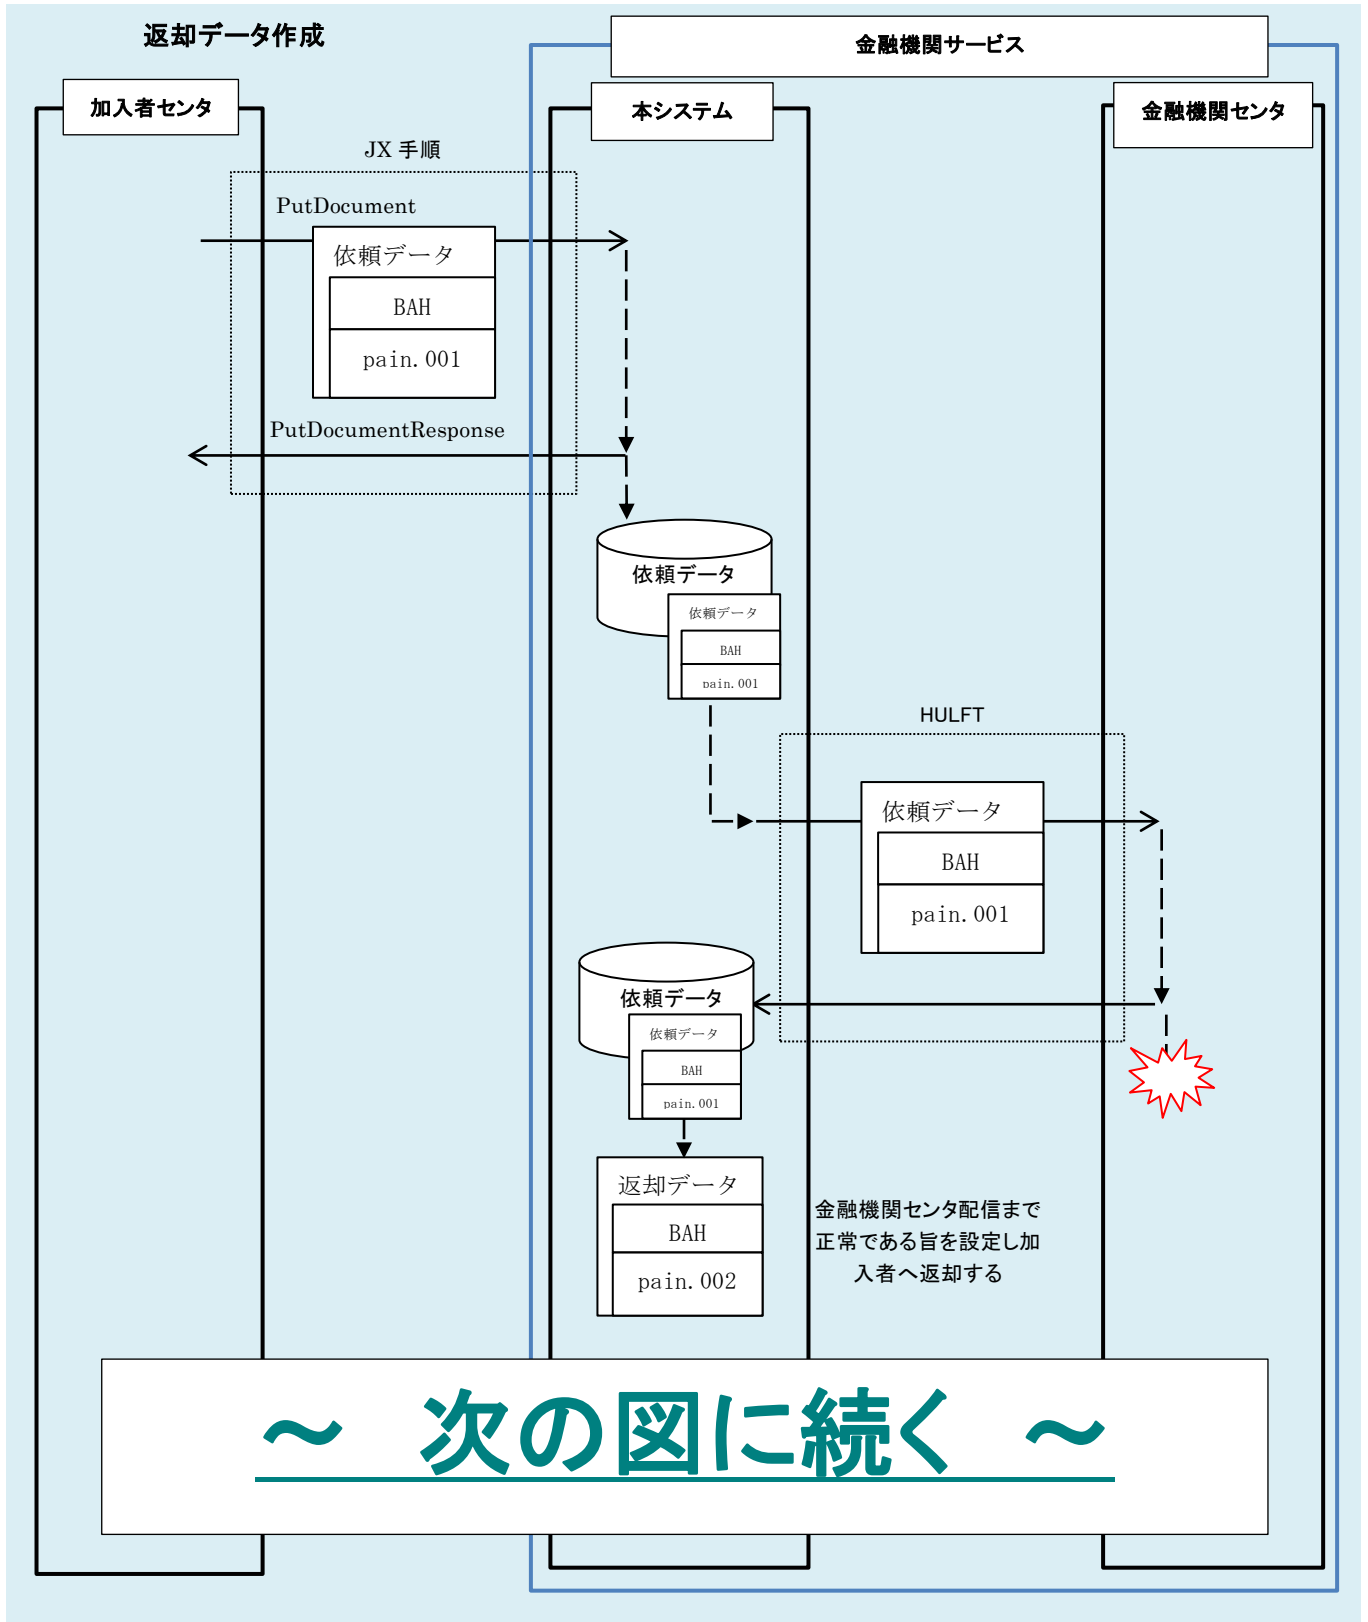 返却データ作成
金融機関サービス
加入者センタ
本システム
金融機関センタ
JX 手順
PutDocument
依頼データ
BAH
pain.001
PutDocumentResponse
依頼データ
依頼データ
BAH
pain.001
HULFT
依頼データ
BAH
pain.001
依頼データ
依頼データ
BAH
pain.001
返却データ
BAH
pain.002
金融機関センタ配信まで
正常である旨を設定し加
入者へ返却する
～ 次の図に続く ～